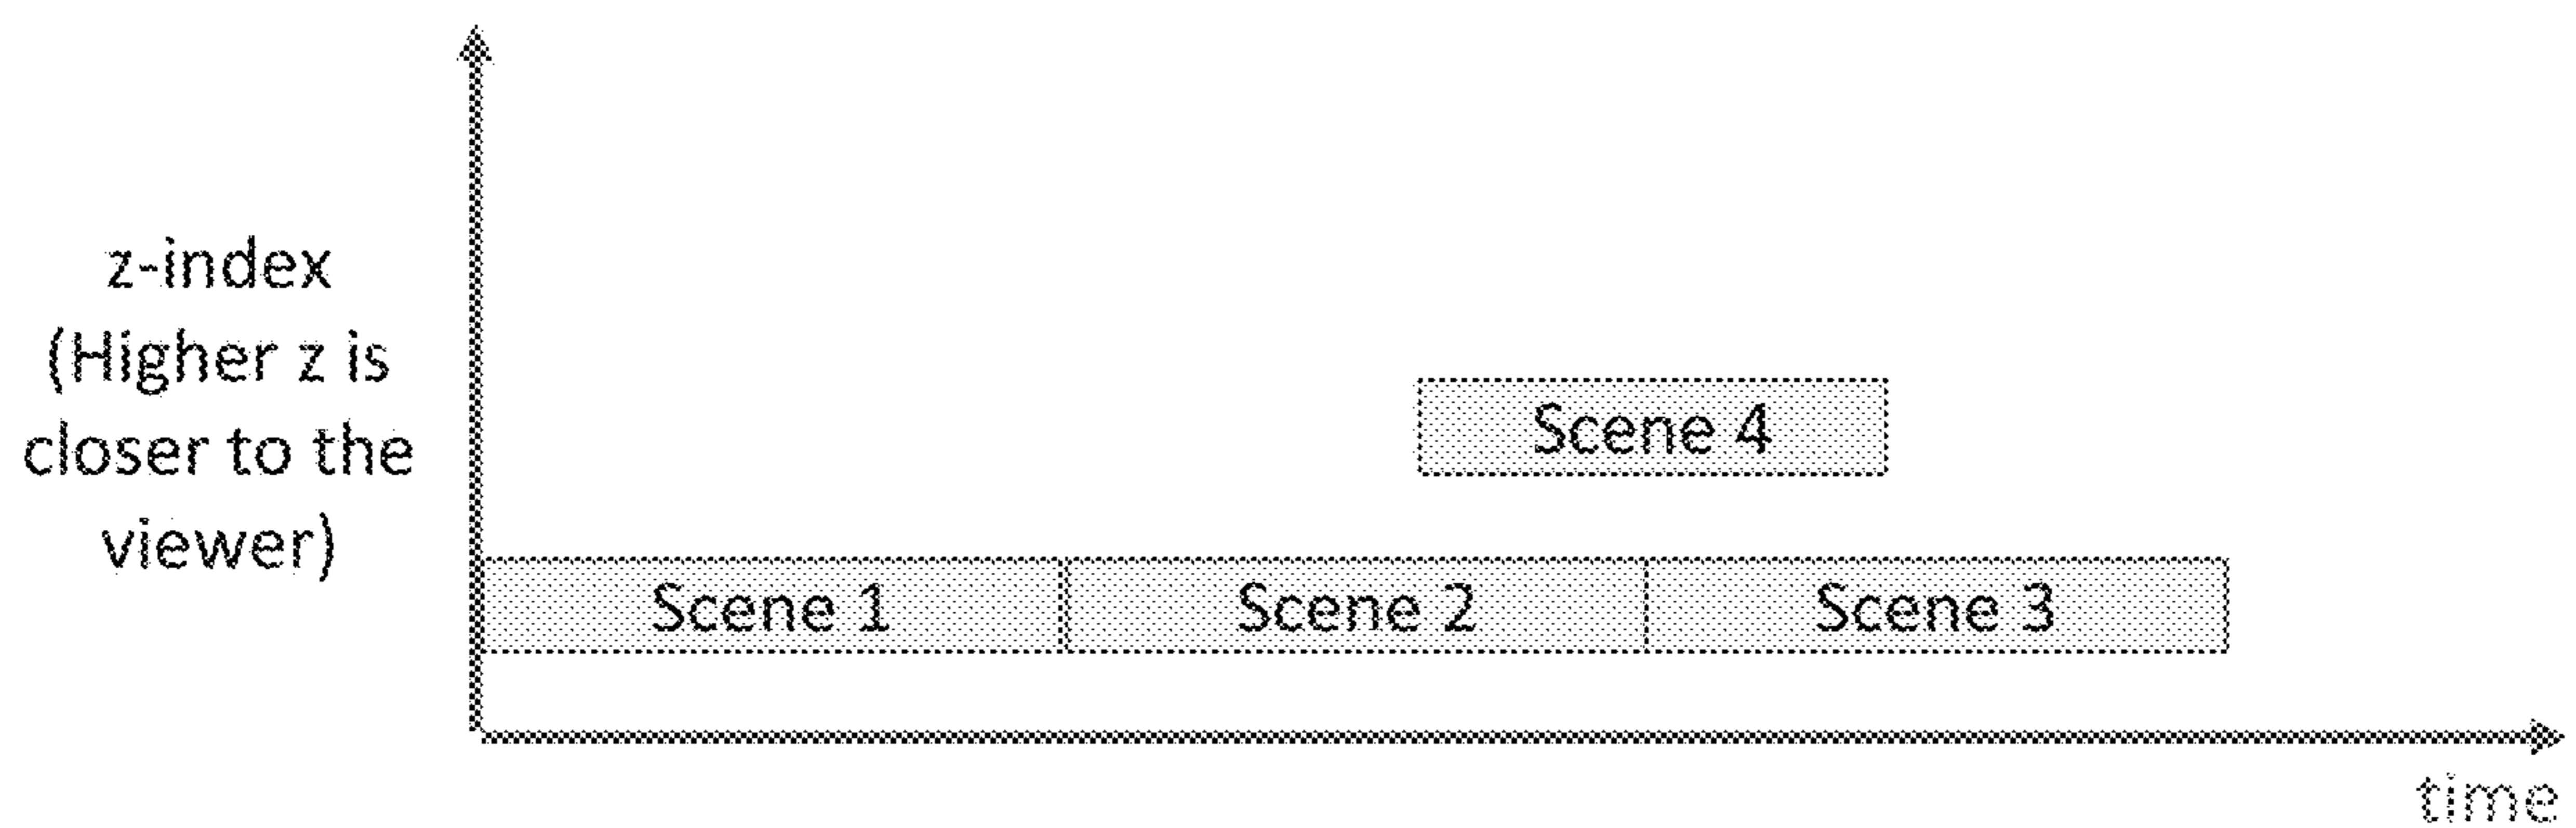 z-index
(Higher z is
closer to the
viewer)
Scene 4
Scene 1
Scene 2
Scene 3
time